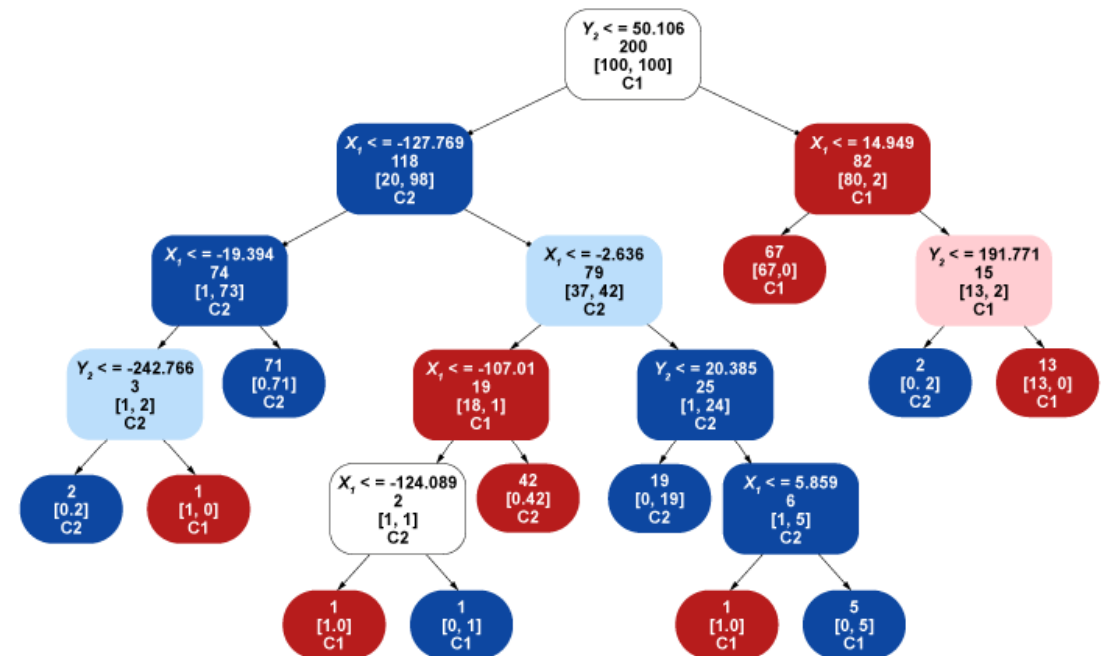 Y2 < = 50.106
200
[100, 100]
C1
X1 < = -127.769
118
[20, 98]
C2
X1 < = 14.949
82
[80, 2]
C1
X1 < = -19.394
74
[1, 73]
C2
X1 < = -2.636
79
[37, 42]
C2
67
[67,0]
C1
Y2 < = 191.771
15
[13, 2]
C1
Y2 < = -242.766
3
[1, 2]
C2
71
[0.71]
C2
X1 < = -107.01
19
[18, 1]
C1
Y2 < = 20.385
25
[1, 24]
C2
2
[0. 2]
C2
13
[13, 0]
C1
2
[0.2]
C2
1
[1, 0]
C1
X1 < = -124.089
2
[1, 1]
C2
42
[0.42]
C2
19
[0, 19]
C2
X1 < = 5.859
6
[1, 5]
C2
1
[1.0]
C1
1
[0, 1]
C1
1
[1.0]
C1
5
[0, 5]
C1